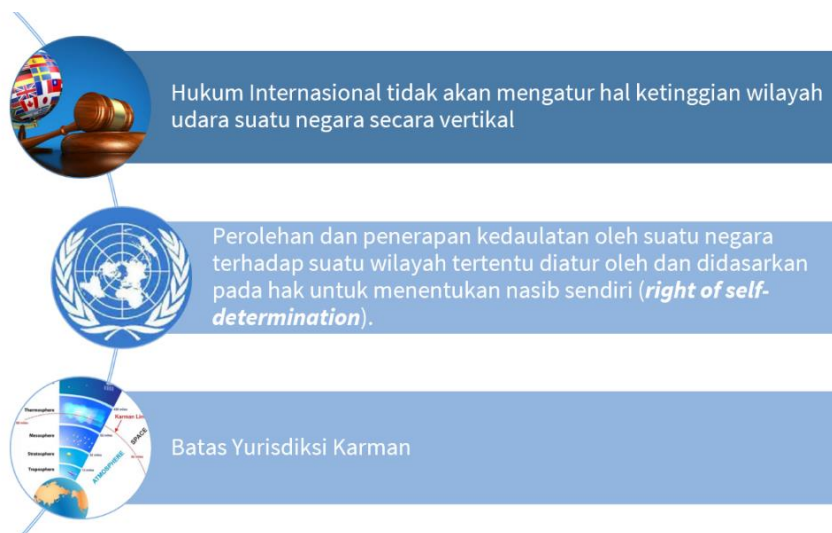 Hukum Internasional tidak akan mengatur hal ketinggian wilayah
udara suatu negara secara vertikal
Perolehan dan penerapan kedaulatan oleh suatu negara
terhadap suatu wilayah tertentu diatur oleh dan didasarkan
pada hak untuk menentukan nasib sendiri (right of self-
determination).
Thermosphere
Karman Lin
Mesosphere
SPACE
Stratosphere
ATMOSPHERE
Troposphere
Batas Yurisdiksi Karman